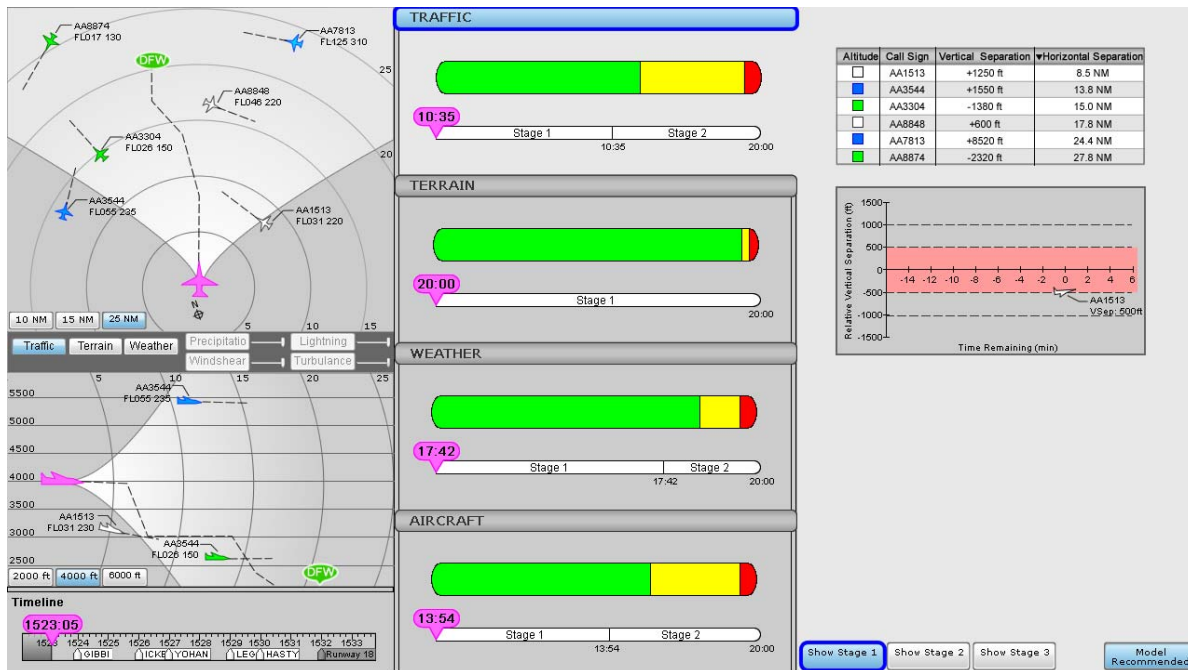 AA8874
FL017 130
AA7813
FL125 310
DFW
25
AA8848
FL046 220
AA3304
FL026 150
20
AA3544
FL055 235
AA1513
FL031 220
N
10 NM 15 NM 25 NM
5 10 15
Traffic Terrain Weather
Precipitatio Lightning
Windshear Turbulance
5 10 15 20 25
AA3544
FL055 235
5500
5000
4500
4000
3500
3000
2500
AA1513
FL031 230
AA3544
FL026 150
DFW
2000 ft 4000 ft 6000 ft
Timeline
1523:05
1523 1524 1525 1526 1527 1528 1529 1530 1531 1532 1533
GIBBI ICKE YOHAN LEG HASTY Runway 18
TRAFFIC
10:35
Stage 1 Stage 2
10:35 20:00
TERRAIN
20:00
Stage 1
20:00
WEATHER
17:42
Stage 1 Stage 2
17:42 20:00
AIRCRAFT
13:54
Stage 1 Stage 2
13:54 20:00
Altitude Call Sign Vertical Separation ▼Horizontal Separation
AA1513 +1250 ft 8.5 NM
AA3544 +1550 ft 13.8 NM
AA3304 -1380 ft 15.0 NM
AA8848 +600 ft 17.8 NM
AA7813 +8520 ft 24.4 NM
AA8874 -2320 ft 27.8 NM
Relative Vertical Separation (ft)
1500
1000
500
0
-14 -12 -10 -8 -6 -4 -2 0 2 4 6
-500
-1000
-1500
AA1513
VSep: 500ft
Time Remaining (min)
Show Stage 1 Show Stage 2 Show Stage 3
Model
Recommended